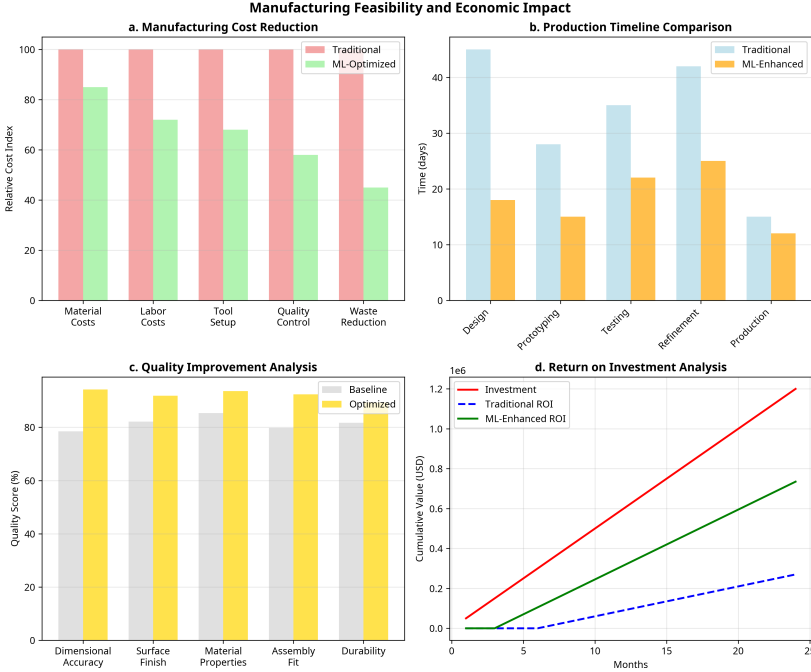 Manufacturing Feasibility and Economic Impact
a. Manufacturing Cost Reduction
Relative Cost Index
100
80
60
40
20
0
Traditional
ML-Optimized
Material
Costs
Labor
Costs
Tool
Setup
Quality
Control
Waste
Reduction
b. Production Timeline Comparison
Time (days)
40
30
20
10
0
Traditional
ML-Enhanced
Design
Prototyping
Testing
Refinement
Production
c. Quality Improvement Analysis
Quality Score (%)
80
60
40
20
0
Baseline
Optimized
Dimensional
Accuracy
Surface
Finish
Material
Properties
Assembly
Fit
Durability
d. Return on Investment Analysis
1e6
Cumulative Value (USD)
1.2
1.0
0.8
0.6
0.4
0.2
0.0
Investment
Traditional ROI
ML-Enhanced ROI
0
5
10
15
20
Months